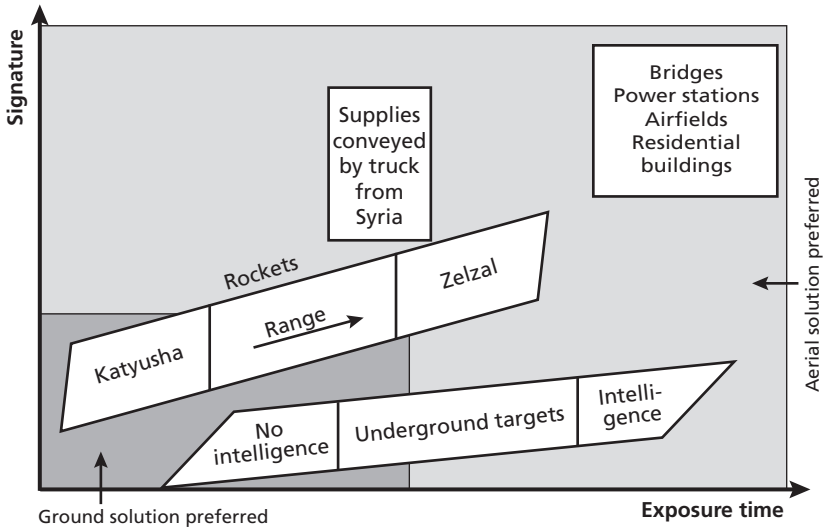 Signature
Bridges
Power stations
Airfields
Residential
buildings
Supplies
conveyed
by truck
from
Syria
Rockets
Zelzal
Range
Katyusha
Aerial solution preferred
Intelli-
gence
Underground targets
No
intelligence
Exposure time
Ground solution preferred